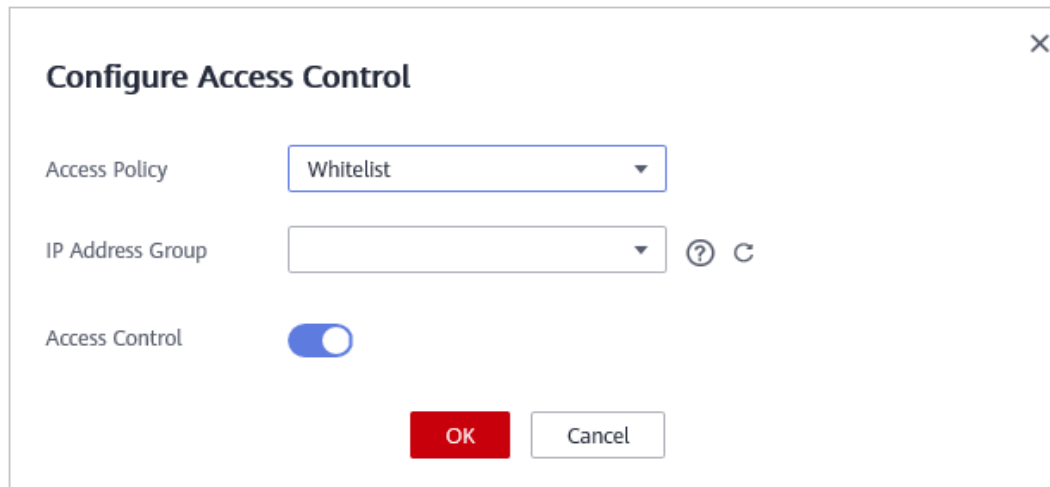 Configure Access Control
Access Policy
Whitelist
IP Address Group
Access Control
OK
Cancel